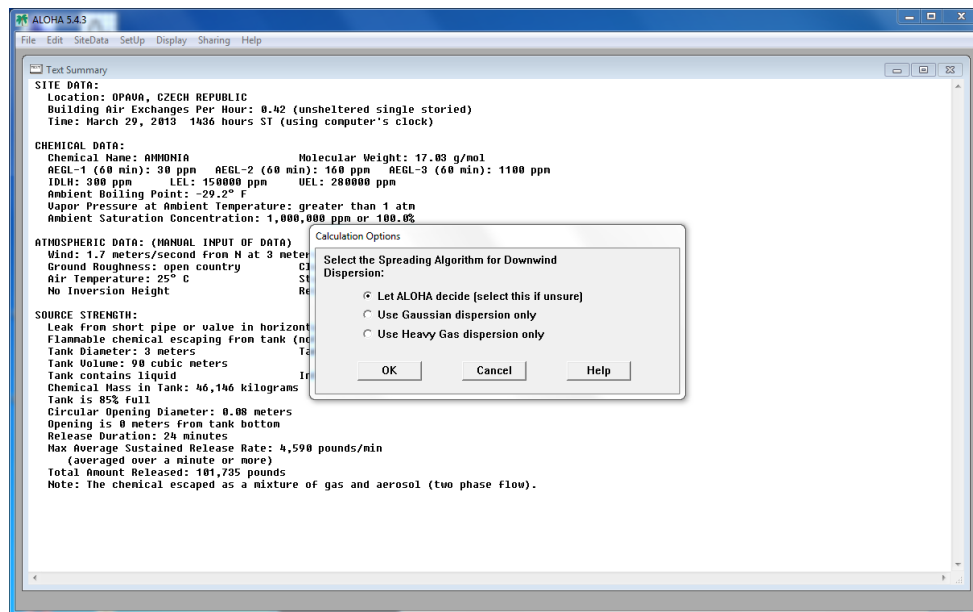 ALOHA 5.4.3
File Edit SiteData SetUp Display Sharing Help
Text Summary
SITE DATA:
Location: OPAVA, CZECH REPUBLIC
Building Air Exchanges Per Hour: 0.42 (unsheltered single storied)
Time: March 29, 2013 1436 hours ST (using computer's clock)
CHEMICAL DATA:
Chemical Name: AMMONIA Molecular Weight: 17.03 g/mol
AEGL-1 (60 min): 30 ppm AEGL-2 (60 min): 160 ppm AEGL-3 (60 min): 1100 ppm
IDLH: 300 ppm LEL: 150000 ppm UEL: 280000 ppm
Ambient Boiling Point: -29.2° F
Vapor Pressure at Ambient Temperature: greater than 1 atm
Ambient Saturation Concentration: 1,000,000 ppm or 100.0%
ATMOSPHERIC DATA: (MANUAL INPUT OF DATA)
Wind: 1.7 meters/second from N at 3 meter
Ground Roughness: open country Cl
Air Temperature: 25° C St
No Inversion Height Re
SOURCE STRENGTH:
Leak from short pipe or valve in horizont
Flammable chemical escaping from tank (no
Tank Diameter: 3 meters Ta
Tank Volume: 90 cubic meters
Tank contains liquid In
Chemical Mass in Tank: 46,146 kilograms
Tank is 85% full
Circular Opening Diameter: 0.08 meters
Opening is 0 meters from tank bottom
Release Duration: 24 minutes
Max Average Sustained Release Rate: 4,590 pounds/min
(averaged over a minute or more)
Total Amount Released: 101,735 pounds
Note: The chemical escaped as a mixture of gas and aerosol (two phase flow).
Calculation Options
Select the Spreading Algorithm for Downwind
Dispersion:
Let ALOHA decide (select this if unsure)
Use Gaussian dispersion only
Use Heavy Gas dispersion only
OK Cancel Help